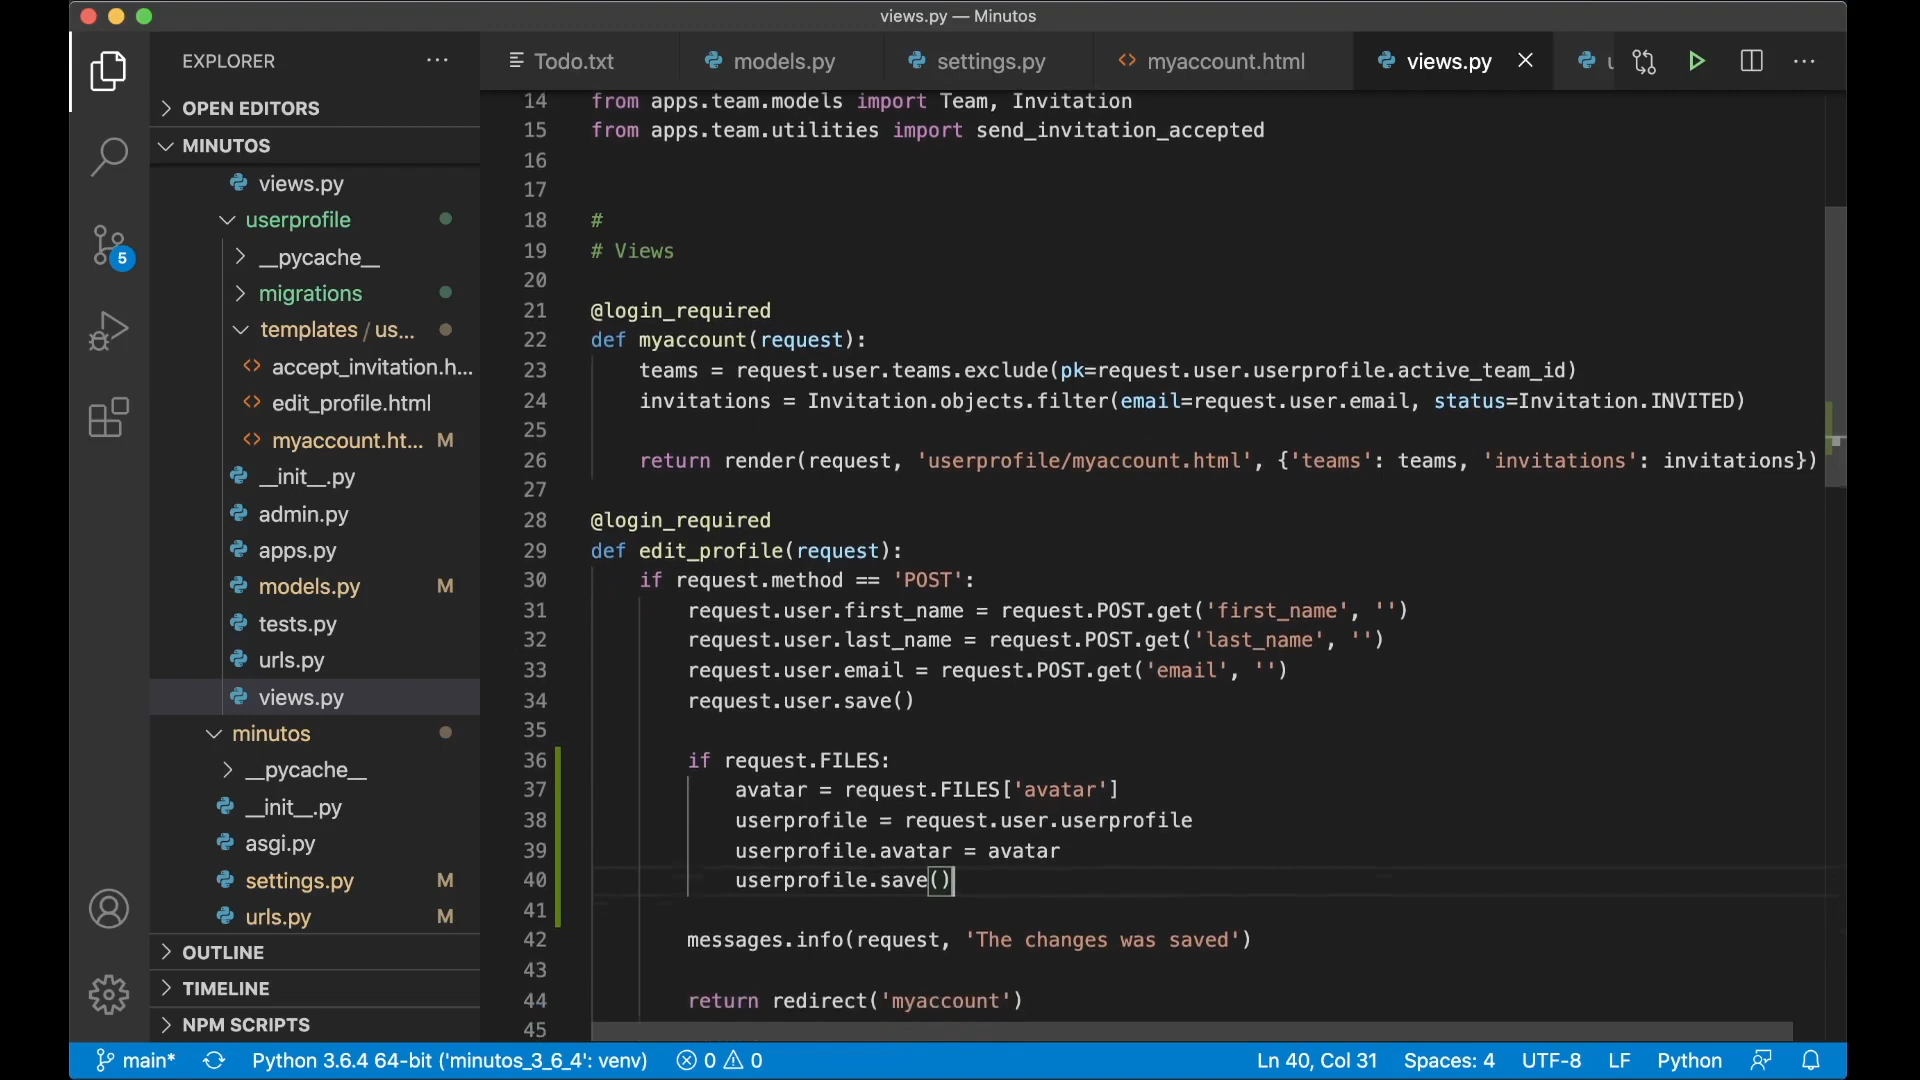 views.py — Minutos
EXPLORER
OPEN EDITORS
MINUTOS
views.py
userprofile
__pycache__
migrations
templates / us...
accept_invitation.h...
edit_profile.html
myaccount.ht... M
__init__.py
admin.py
apps.py
models.py M
tests.py
urls.py
views.py
minutos
__pycache__
__init__.py
asgi.py
settings.py M
urls.py M
OUTLINE
TIMELINE
NPM SCRIPTS
5
Todo.txt models.py settings.py myaccount.html views.py
14 from apps.team.models import Team, Invitation
15 from apps.team.utilities import send_invitation_accepted
16
17
18 #
19 # Views
20
21 @login_required
22 def myaccount(request):
23 teams = request.user.teams.exclude(pk=request.user.userprofile.active_team_id)
24 invitations = Invitation.objects.filter(email=request.user.email, status=Invitation.INVITED)
25
26 return render(request, 'userprofile/myaccount.html', {'teams': teams, 'invitations': invitations})
27
28 @login_required
29 def edit_profile(request):
30 if request.method == 'POST':
31 request.user.first_name = request.POST.get('first_name', '')
32 request.user.last_name = request.POST.get('last_name', '')
33 request.user.email = request.POST.get('email', '')
34 request.user.save()
35
36 if request.FILES:
37 avatar = request.FILES['avatar']
38 userprofile = request.user.userprofile
39 userprofile.avatar = avatar
40 userprofile.save()
41
42 messages.info(request, 'The changes was saved')
43
44 return redirect('myaccount')
45
main* Python 3.6.4 64-bit ('minutos_3_6_4': venv) 0 0 Ln 40, Col 31 Spaces: 4 UTF-8 LF Python